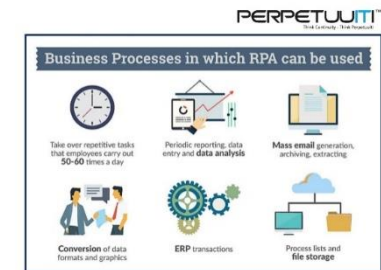 PERPETUUITI™
Think Continuity · Think Perpetuuiti
Business Processes in which RPA can be used
Take over repetitive tasks
that employees carry out
50-60 times a day
Periodic reporting, data
entry and data analysis
Mass email generation,
archiving, extracting
Conversion of data
formats and graphics
ERP transactions
Process lists and
file storage